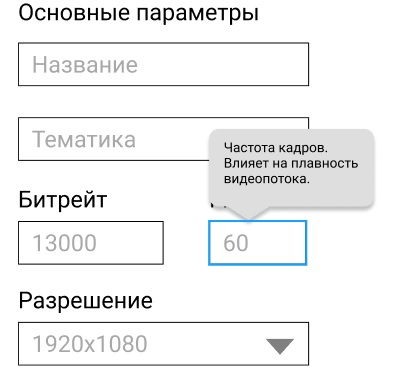 Основные параметры
Название
Тематика
Частота кадров.
Влияет на плавность
видеопотока.
Битрейт
13000
60
Разрешение
1920x1080